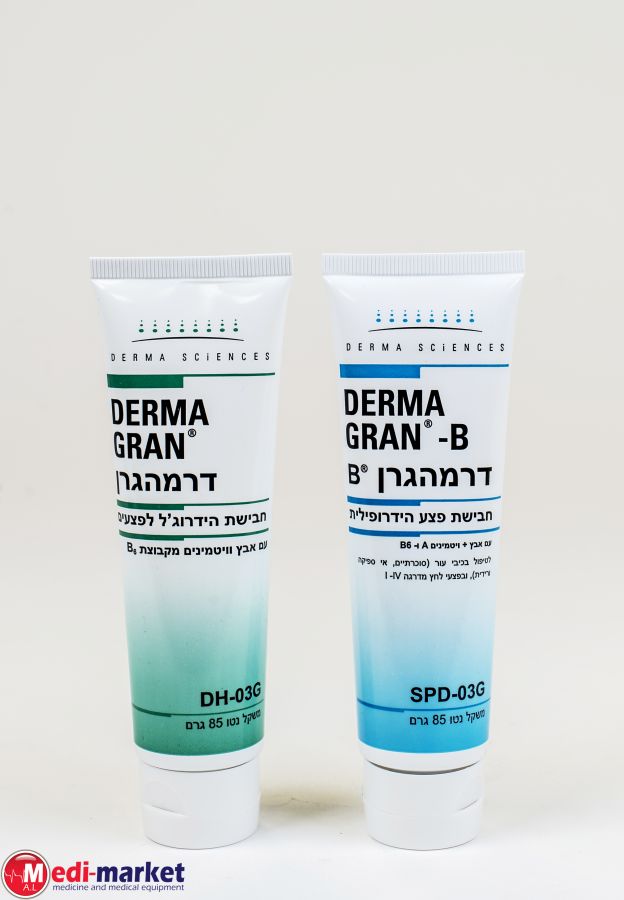 DERMA SCiENCES
DERMA
GRAN®
דרמהגרן
חבישת הידרוג'ל לפצעים
עם אבץ וויטמינים מקבוצת B₆
DH-03G
משקל נטו 85 גרם
DERMA SCiENCES
DERMA
GRAN® -B
דרמהגרן B®
חבישת פצע הידרופילית
עם אבץ + ויטמינים A ו- B6
לטיפול בכיבי עור (סוכרתיים, אי ספיקה
ורידית), ובפצעי לחץ מדרגה I -IV
SPD-03G
משקל נטו 85 גרם
Medi-market
A.L
medicine and medical equipment